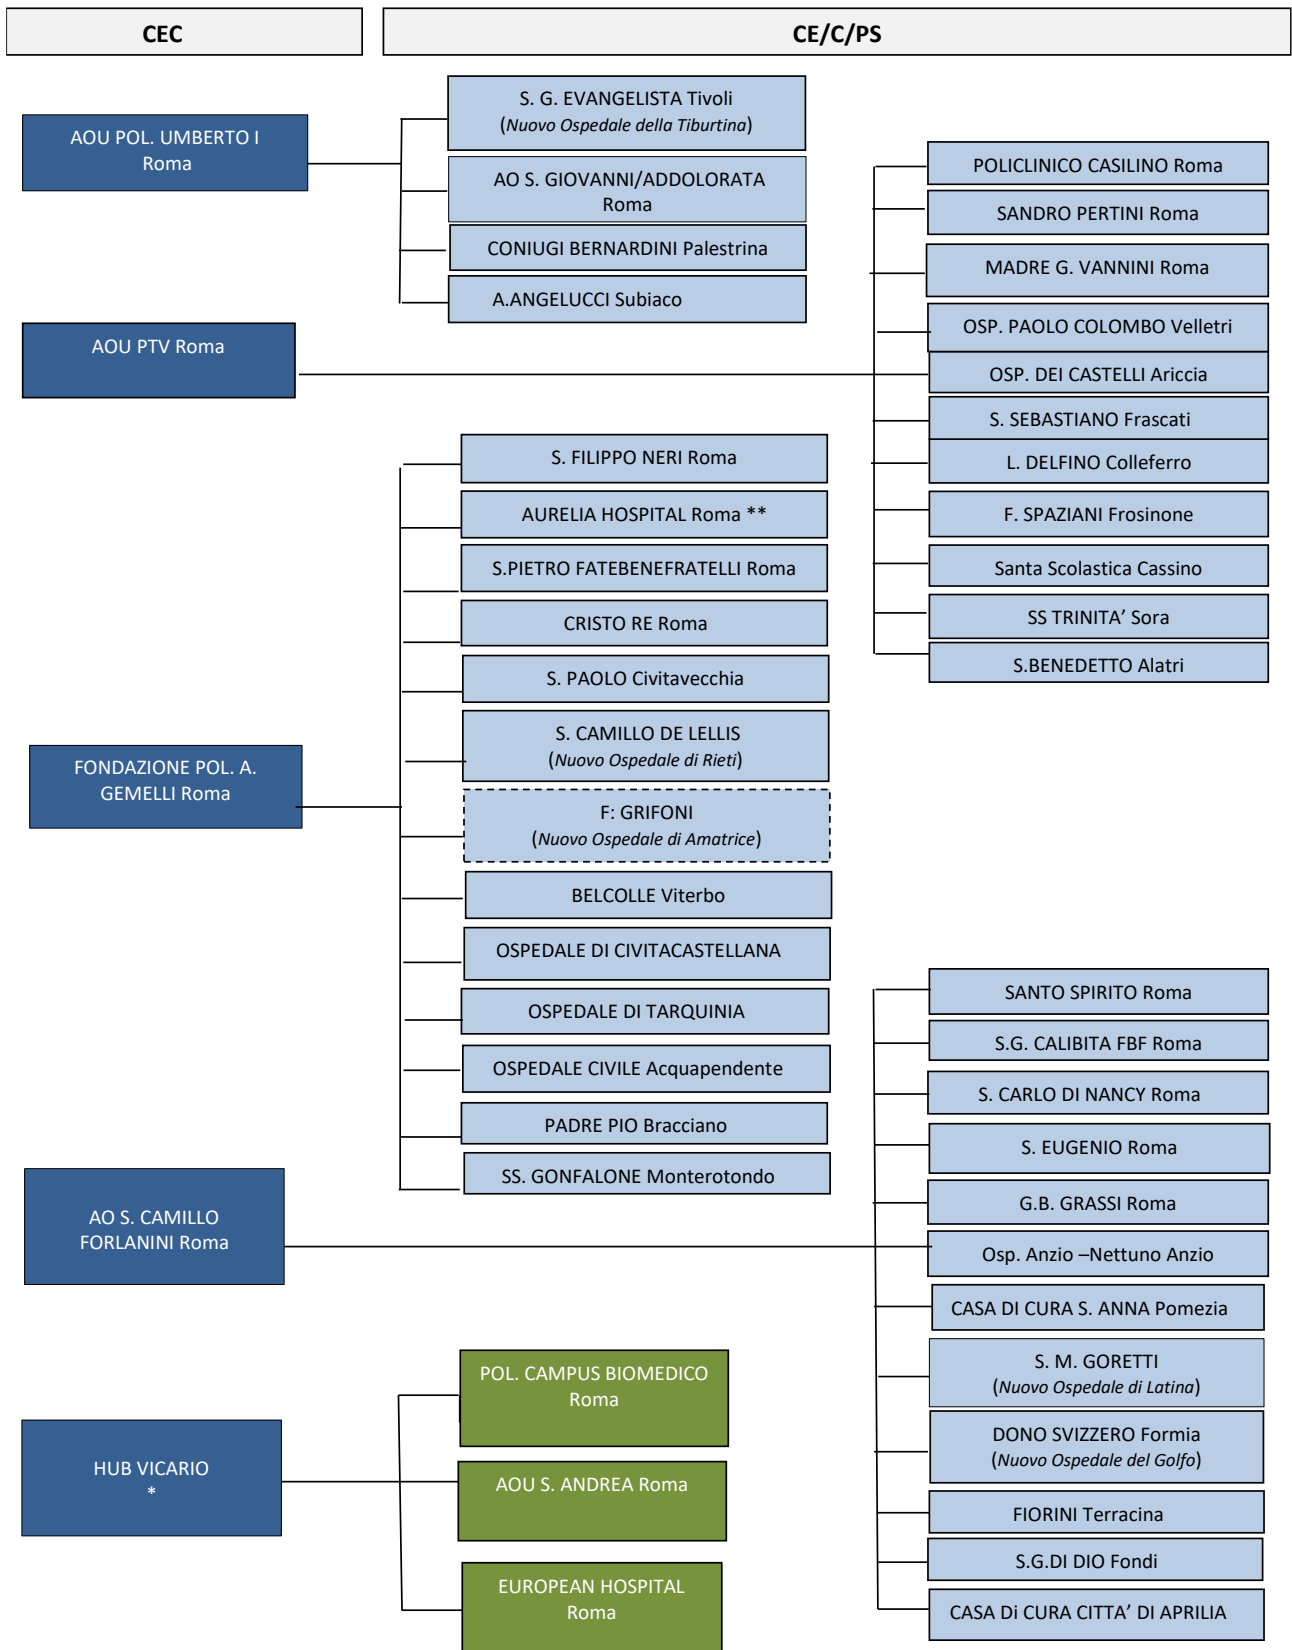 CEC
CE/C/PS
AOU POL. UMBERTO I
Roma
S. G. EVANGELISTA Tivoli
(Nuovo Ospedale della Tiburtina)
AO S. GIOVANNI/ADDOLORATA
Roma
CONIUGI BERNARDINI Palestrina
A.ANGELUCCI Subiaco
AOU PTV Roma
POLICLINICO CASILINO Roma
SANDRO PERTINI Roma
MADRE G. VANNINI Roma
OSP. PAOLO COLOMBO Velletri
OSP. DEI CASTELLI Ariccia
S. SEBASTIANO Frascati
L. DELFINO Colleferro
F. SPAZIANI Frosinone
Santa Scolastica Cassino
SS TRINITA’ Sora
S.BENEDETTO Alatri
FONDAZIONE POL. A.
GEMELLI Roma
S. FILIPPO NERI Roma
AURELIA HOSPITAL Roma **
S.PIETRO FATEBENEFRATELLI Roma
CRISTO RE Roma
S. PAOLO Civitavecchia
S. CAMILLO DE LELLIS
(Nuovo Ospedale di Rieti)
F: GRIFONI
(Nuovo Ospedale di Amatrice)
BELCOLLE Viterbo
OSPEDALE DI CIVITACASTELLANA
OSPEDALE DI TARQUINIA
OSPEDALE CIVILE Acquapendente
PADRE PIO Bracciano
SS. GONFALONE Monterotondo
AO S. CAMILLO
FORLANINI Roma
SANTO SPIRITO Roma
S.G. CALIBITA FBF Roma
S. CARLO DI NANCY Roma
S. EUGENIO Roma
G.B. GRASSI Roma
Osp. Anzio –Nettuno Anzio
CASA DI CURA S. ANNA Pomezia
S. M. GORETTI
(Nuovo Ospedale di Latina)
DONO SVIZZERO Formia
(Nuovo Ospedale del Golfo)
FIORINI Terracina
S.G.DI DIO Fondi
CASA Di CURA CITTA’ DI APRILIA
HUB VICARIO
*
POL. CAMPUS BIOMEDICO
Roma
AOU S. ANDREA Roma
EUROPEAN HOSPITAL
Roma